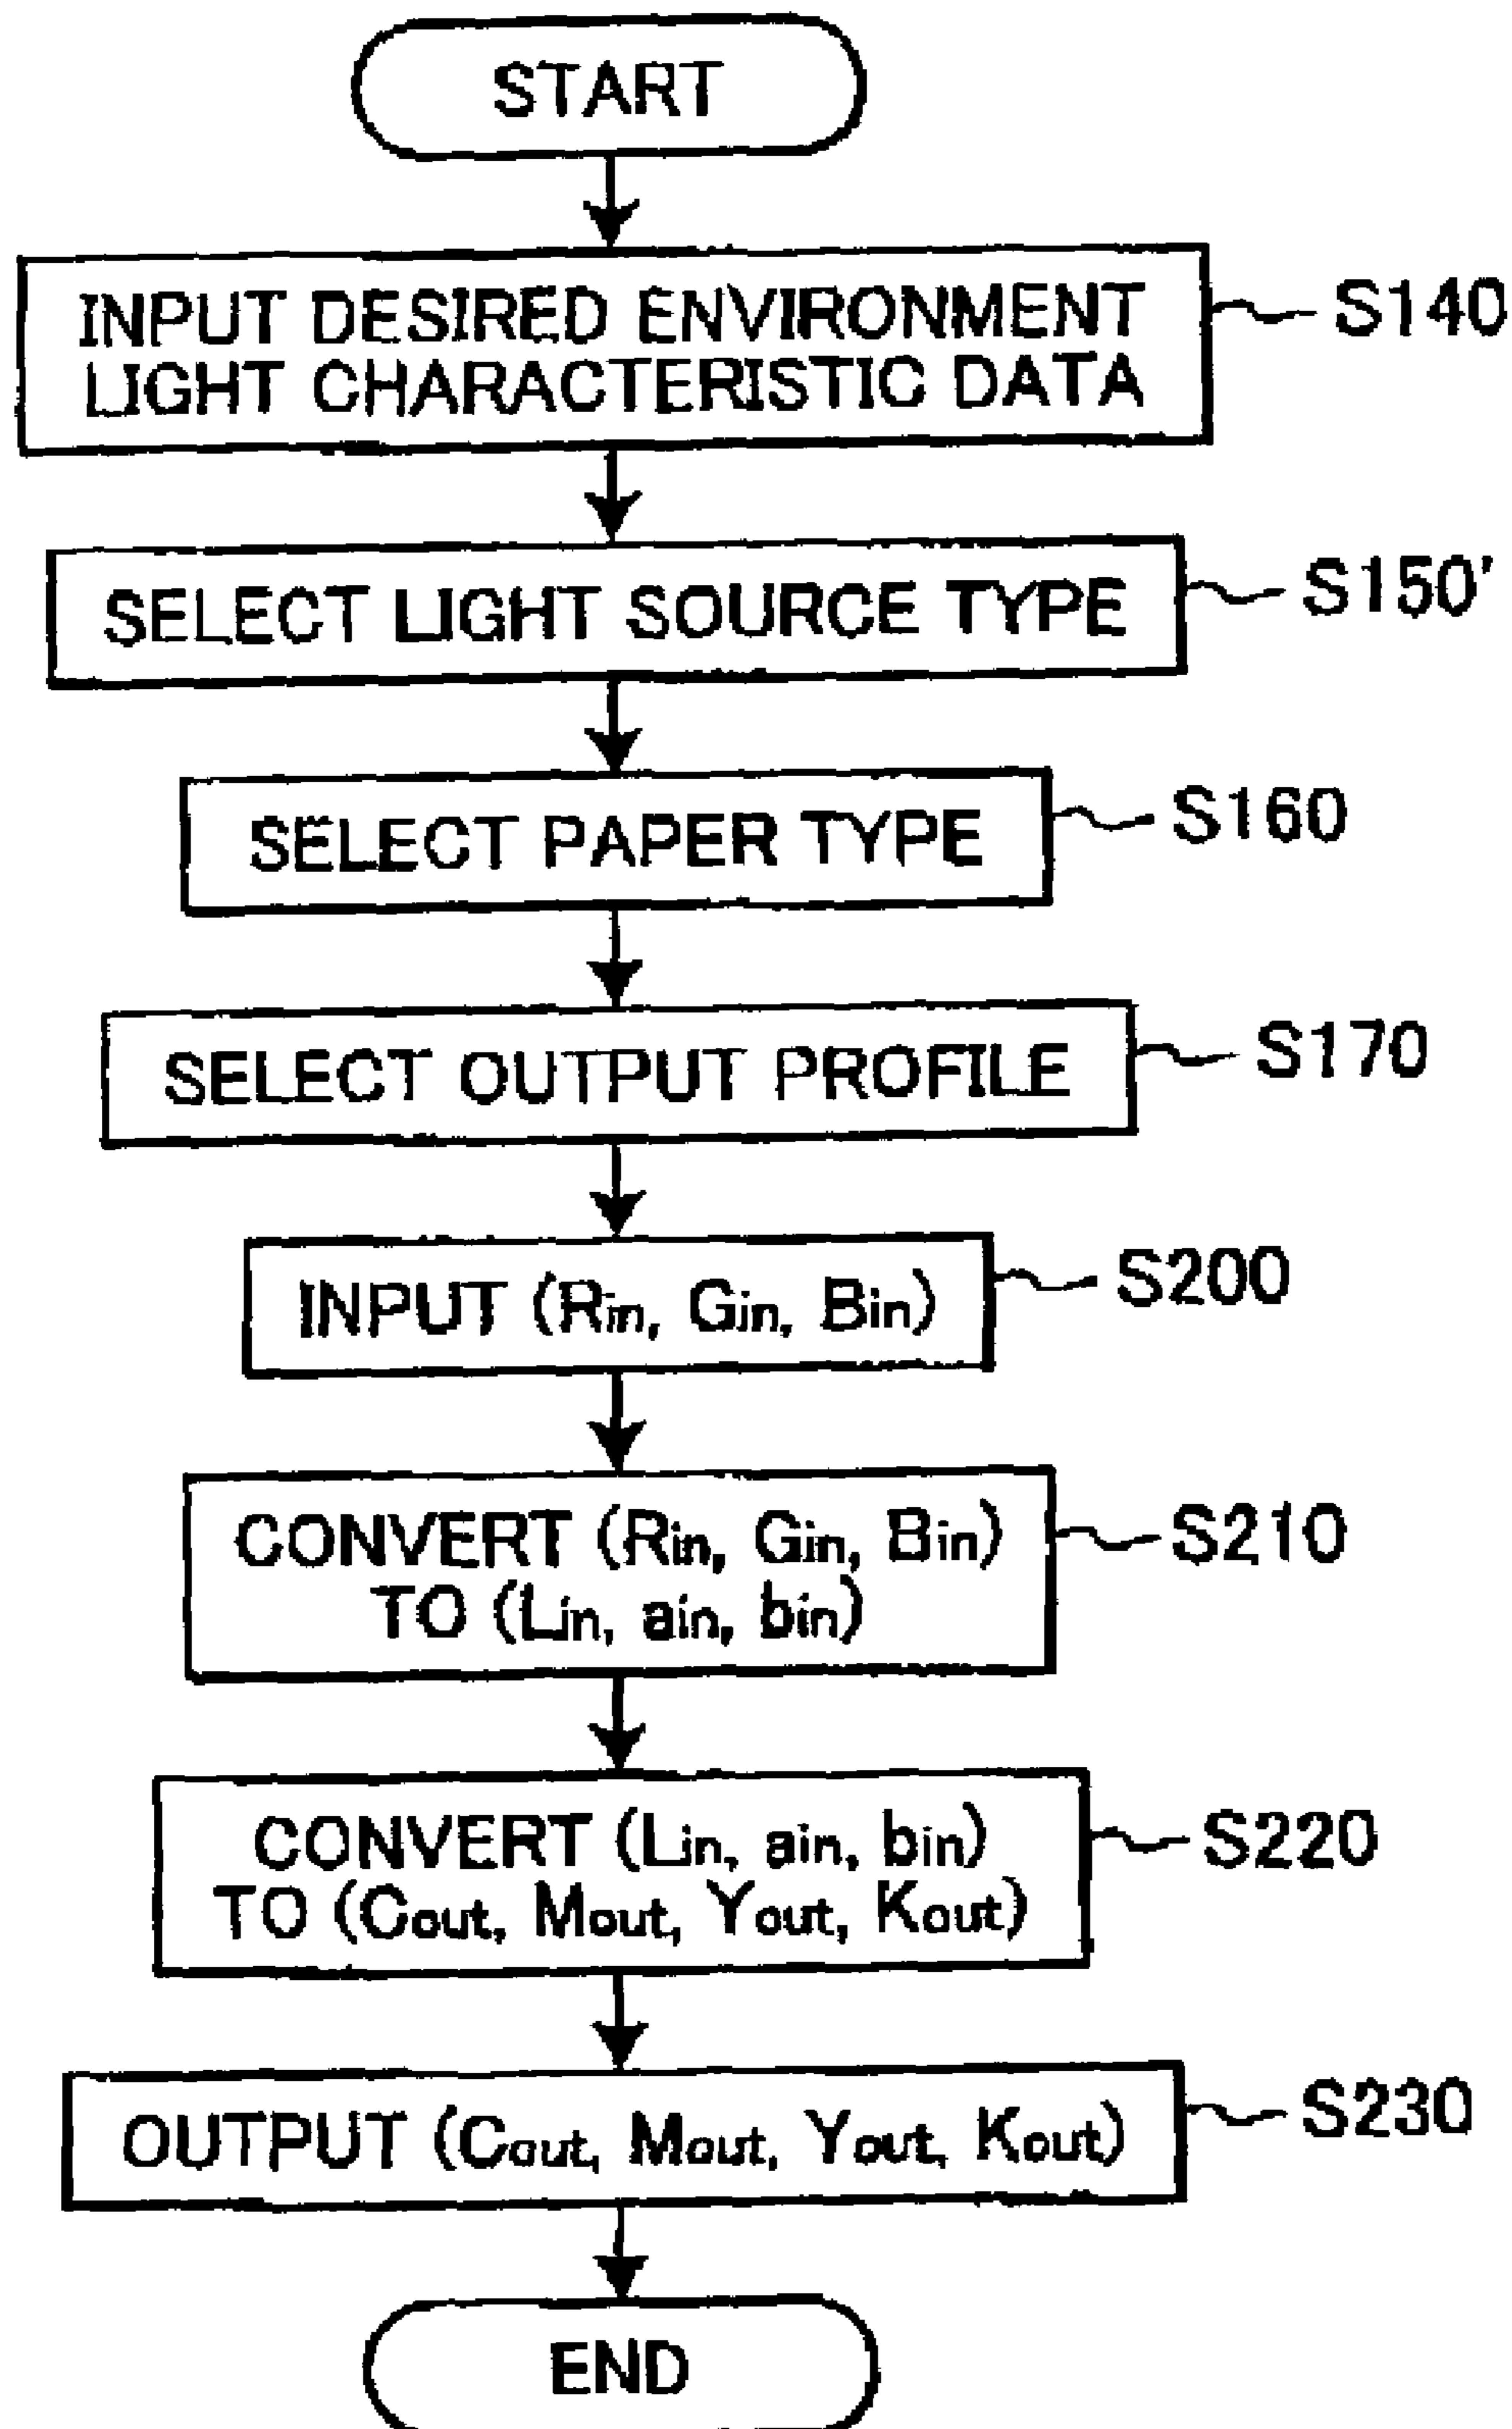 START
INPUT DESIRED ENVIRONMENT
LIGHT CHARACTERISTIC DATA
S140
SELECT LIGHT SOURCE TYPE
S150'
SELECT PAPER TYPE
S160
SELECT OUTPUT PROFILE
S170
INPUT (Rin, Gin, Bin)
S200
CONVERT (Rin, Gin, Bin)
TO (Lin, ain, bin)
S210
CONVERT (Lin, ain, bin)
TO (Cout, Mout, Yout, Kout)
S220
OUTPUT (Cout, Mout, Yout, Kout)
S230
END